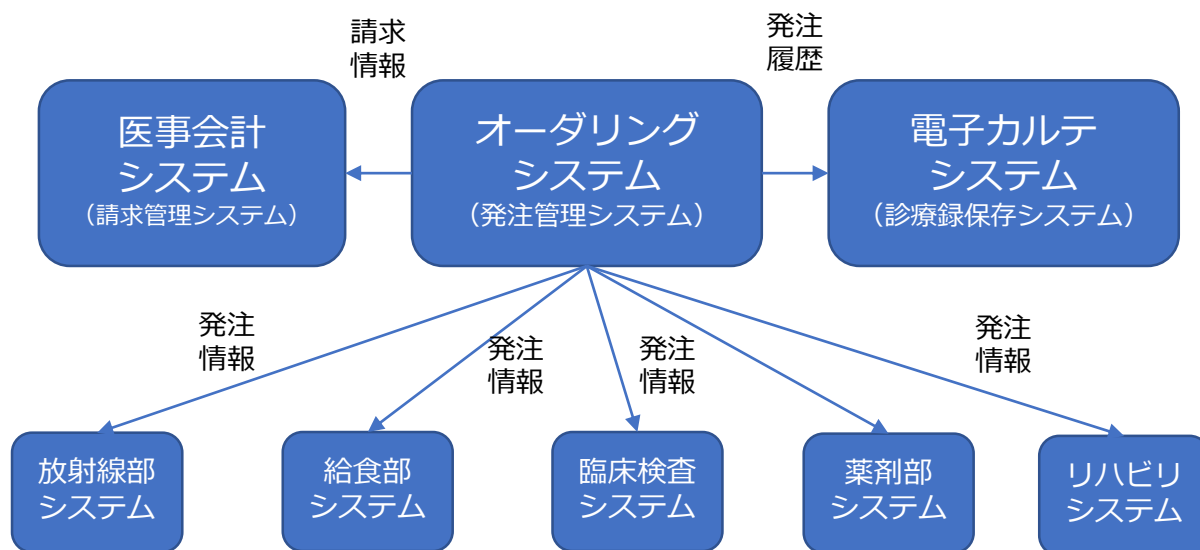 請求
情報
発注
履歴
医事会計
システム
（請求管理システム）
オーダリング
システム
（発注管理システム）
電子カルテ
システム
（診療録保存システム）
発注
情報
発注
情報
発注
情報
発注
情報
放射線部
システム
給食部
システム
臨床検査
システム
薬剤部
システム
リハビリ
システム